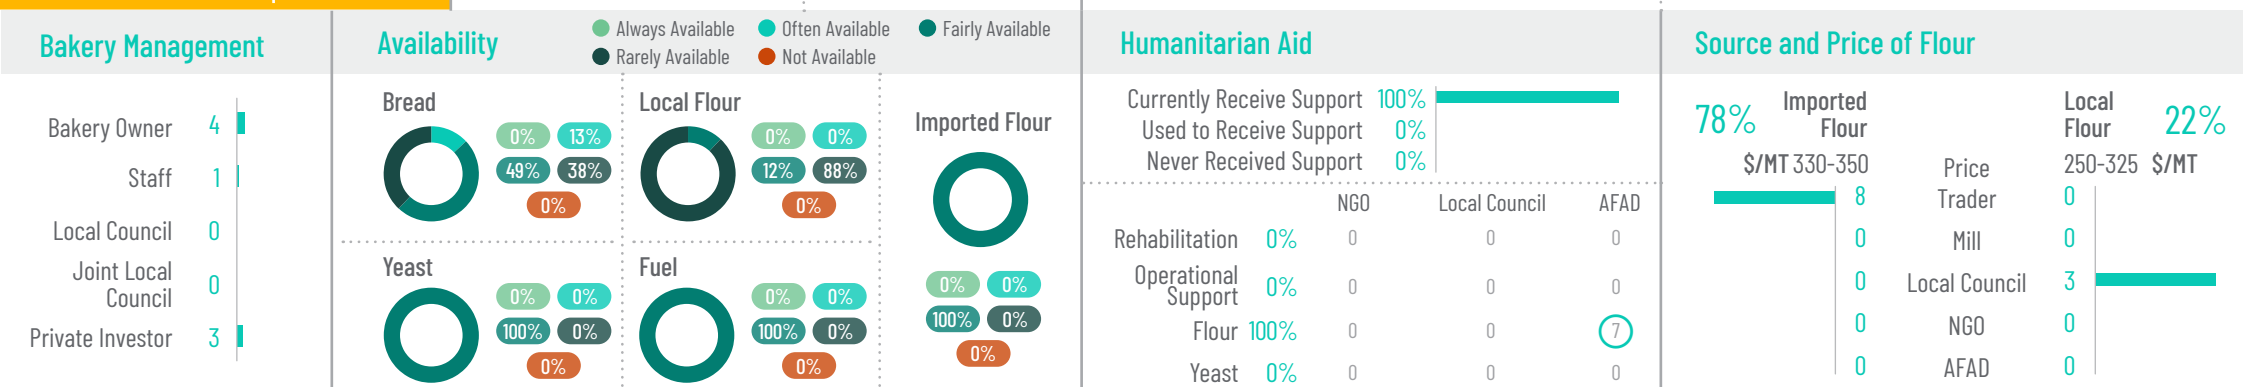 Bakery Management
Bakery Owner 4
Staff 1
Local Council 0
Joint Local
Council 0
Private Investor 3
Availability
Always Available Often Available Fairly Available
Rarely Available Not Available
Bread
0% 13%
49% 38%
0%
Local Flour
0% 0%
12% 88%
0%
Imported Flour
0% 0%
100% 0%
0%
Yeast
0% 0%
100% 0%
0%
Fuel
0% 0%
100% 0%
0%
Humanitarian Aid
Currently Receive Support 100%
Used to Receive Support 0%
Never Received Support 0%
NGO Local Council AFAD
Rehabilitation 0% 0 0 0
Operational
Support 0% 0 0 0
Flour 100% 0 0 7
Yeast 0% 0 0 0
Source and Price of Flour
78% Imported
Flour
Local
Flour 22%
$/MT 330-350 Price 250-325 $/MT
8 Trader 0
0 Mill 0
0 Local Council 3
0 NGO 0
0 AFAD 0